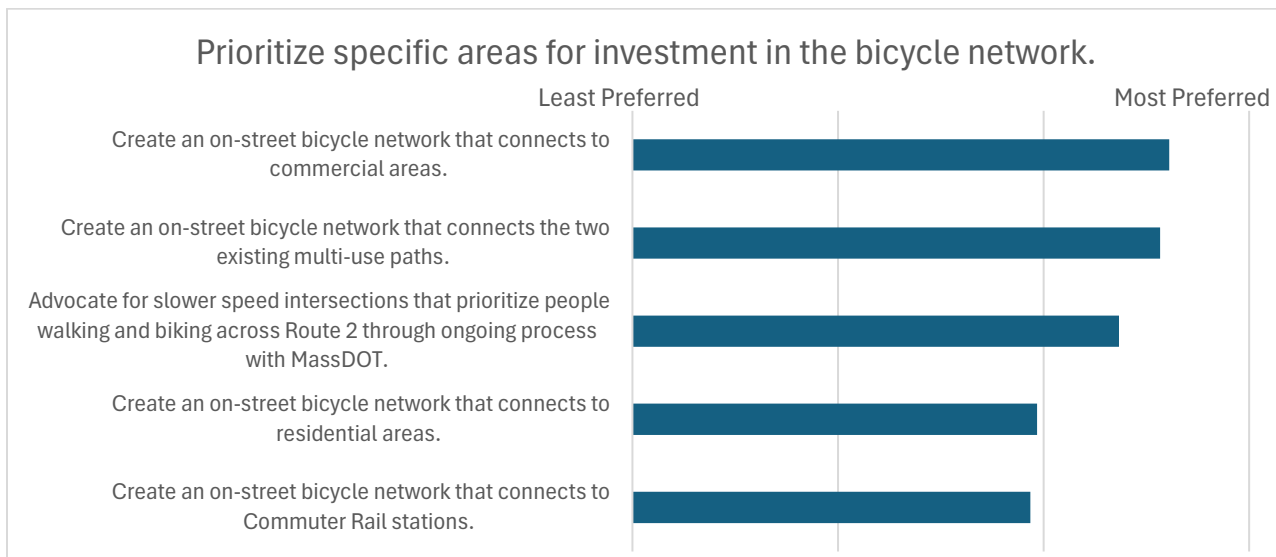 Prioritize specific areas for investment in the bicycle network.
Least Preferred Most Preferred
Create an on-street bicycle network that connects to
commercial areas.
Create an on-street bicycle network that connects the two
existing multi-use paths.
Advocate for slower speed intersections that prioritize people
walking and biking across Route 2 through ongoing process
with MassDOT.
Create an on-street bicycle network that connects to
residential areas.
Create an on-street bicycle network that connects to
Commuter Rail stations.